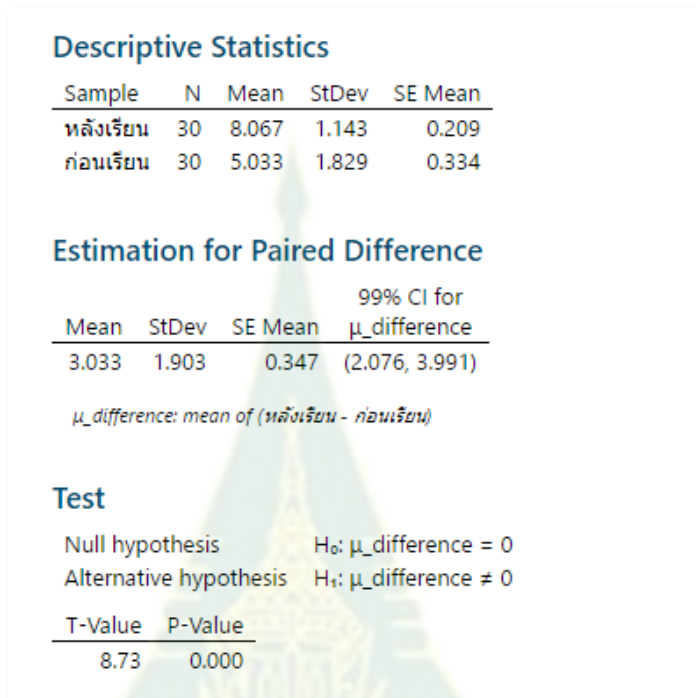 Descriptive Statistics
Sample N Mean StDev SE Mean
หลังเรียน 30 8.067 1.143 0.209
ก่อนเรียน 30 5.033 1.829 0.334
Estimation for Paired Difference
99% CI for
Mean StDev SE Mean μ_difference
3.033 1.903 0.347 (2.076, 3.991)
μ_difference: mean of (หลังเรียน - ก่อนเรียน)
Test
Null hypothesis H₀: μ_difference = 0
Alternative hypothesis H₁: μ_difference ≠ 0
T-Value P-Value
8.73 0.000